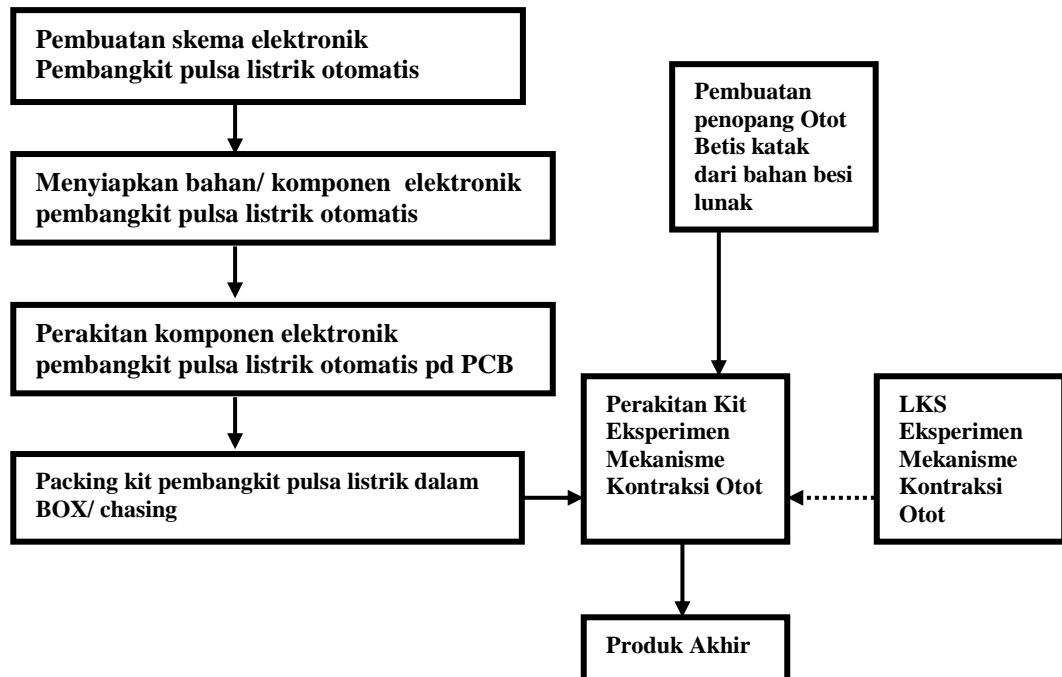 Pembuatan skema elektronik
Pembangkit pulsa listrik otomatis
Pembuatan
penopang Otot
Betis katak
dari bahan besi
lunak
Menyiapkan bahan/ komponen  elektronik
pembangkit pulsa listrik otomatis
Perakitan komponen elektronik
pembangkit pulsa listrik otomatis pd PCB
Perakitan Kit
Eksperimen
Mekanisme
Kontraksi Otot
LKS
Eksperimen
Mekanisme
Kontraksi
Otot
Packing kit pembangkit pulsa listrik dalam
BOX/ chasing
Produk Akhir